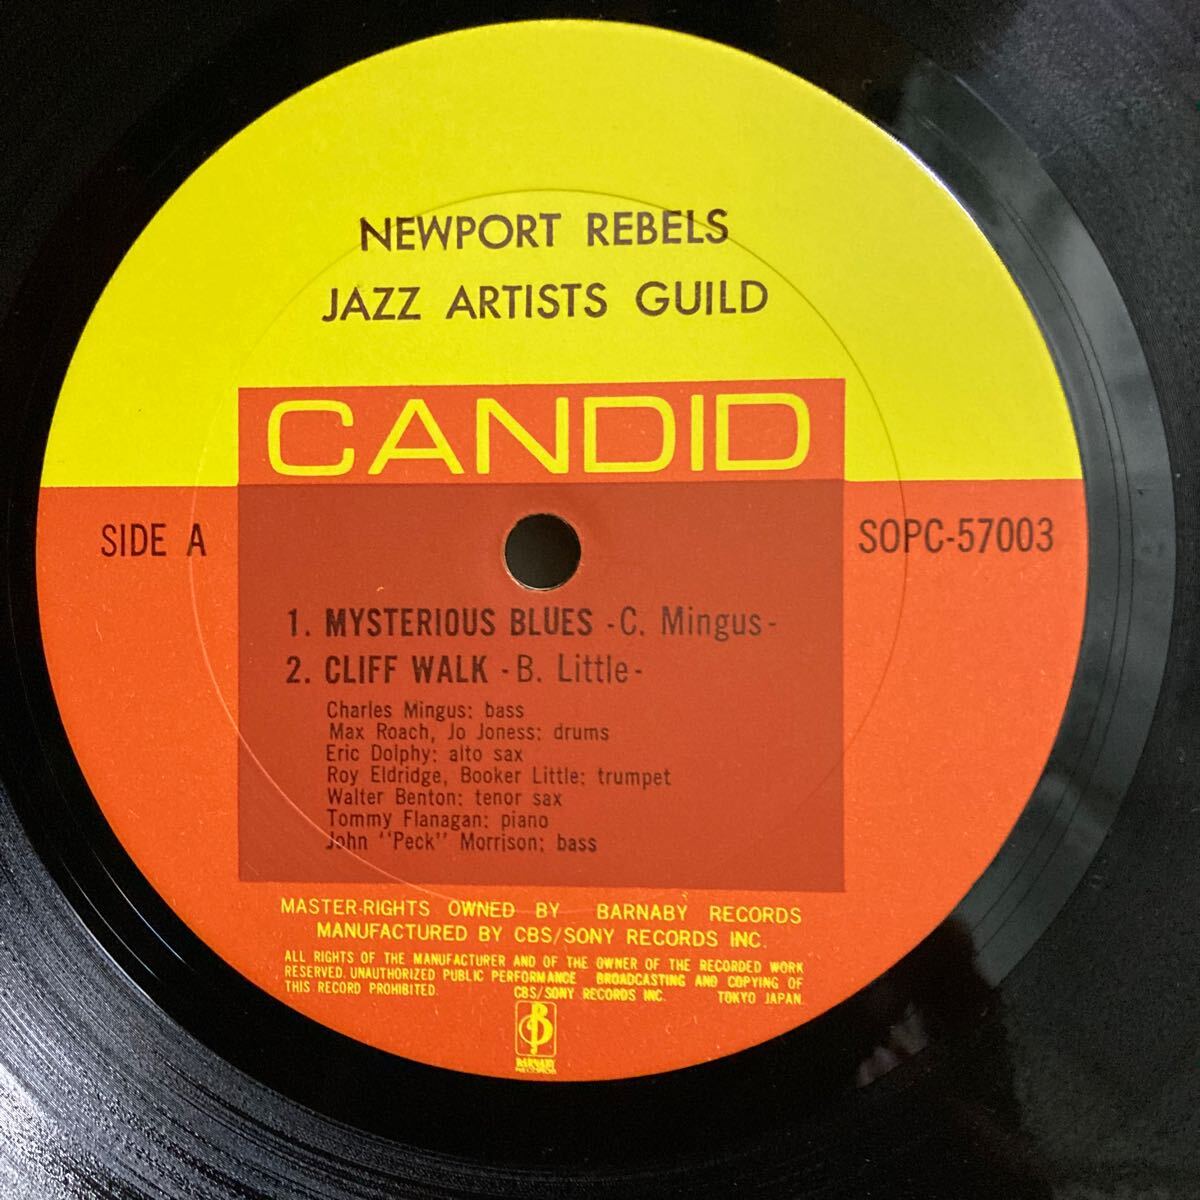 NEWPORT REBELS
JAZZ ARTISTS GUILD
CANDID
SIDE A
SOPC-57003
1. MYSTERIOUS BLUES -C. Mingus-
2. CLIFF WALK -B. Little-
Charles Mingus: bass
Max Roach, Jo Joness: drums
Eric Dolphy: alto sax
Roy Eldridge, Booker Little: trumpet
Walter Benton: tenor sax
Tommy Flanagan: piano
John "Peck" Morrison: bass
MASTER-RIGHTS OWNED BY BARNABY RECORDS
MANUFACTURED BY CBS/SONY RECORDS INC.
ALL RIGHTS OF THE MANUFACTURER AND OF THE OWNER OF THE RECORDED WORK
RESERVED. UNAUTHORIZED PUBLIC PERFORMANCE BROADCASTING AND COPYING OF
THIS RECORD PROHIBITED. CBS/SONY RECORDS INC. TOKYO JAPAN.
BARNABY
RECORDS